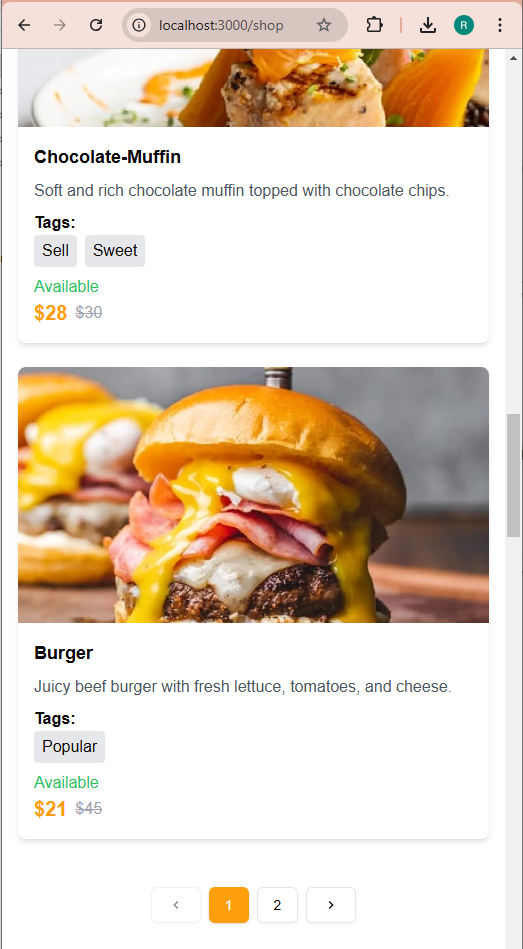 localhost:3000/shop
R
Chocolate-Muffin
Soft and rich chocolate muffin topped with chocolate chips.
Tags:
Sell Sweet
Available
$28 $30
Burger
Juicy beef burger with fresh lettuce, tomatoes, and cheese.
Tags:
Popular
Available
$21 $45
1 2